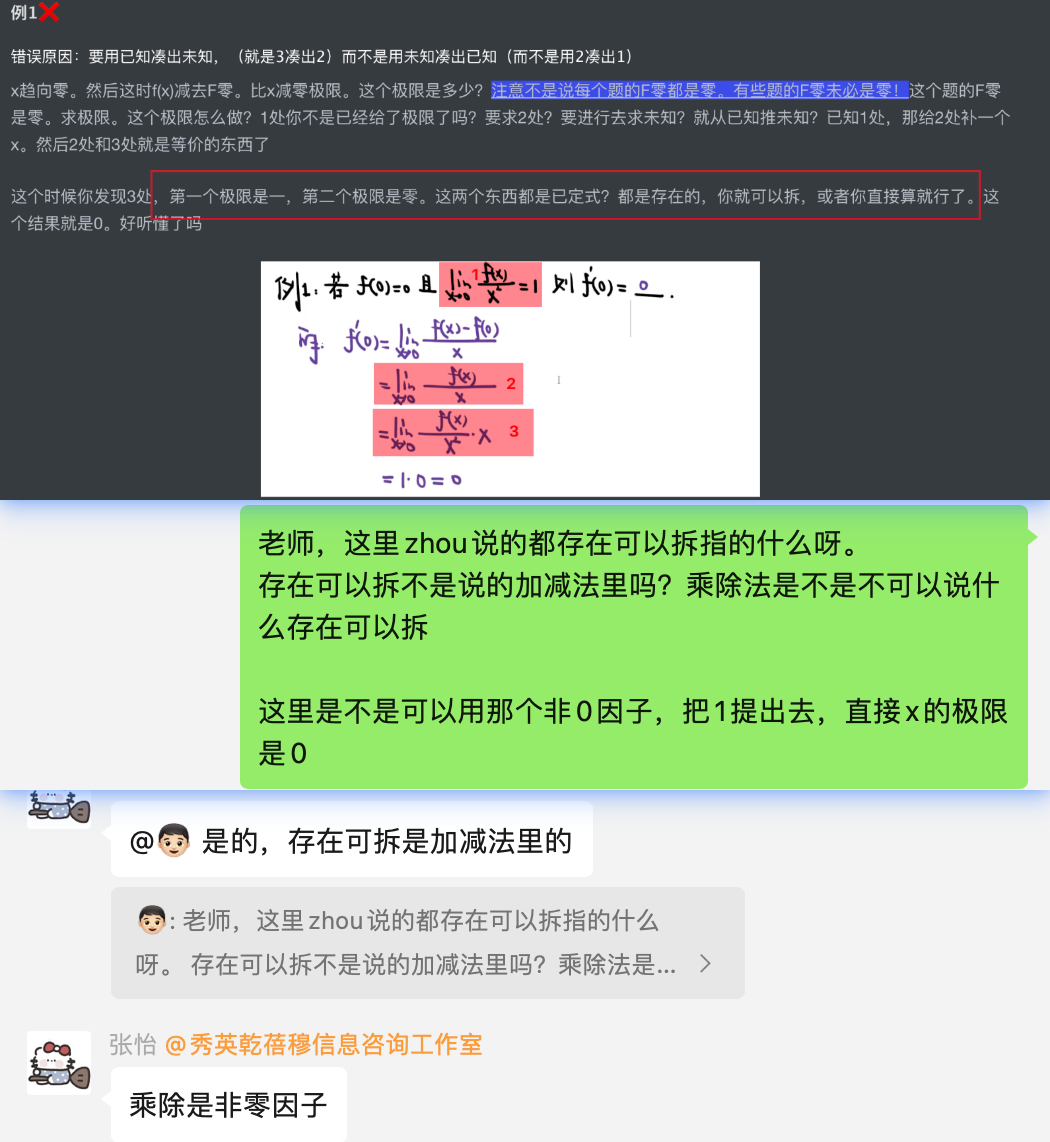 例1❌
错误原因：要用已知凑出未知，（就是3凑出2）而不是用未知凑出已知（而不是用2凑出1）
x趋向零。然后这时f(x)减去F零。比x减零极限。这个极限是多少？注意不是说每个题的F零都是零。有些题的F零未必是零！这个题的F零
是零。求极限。这个极限怎么做？1处你不是已经给了极限了吗？要求2处？要进行去求未知？就从已知推未知？已知1处，那给2处补一个
x。然后2处和3处就是等价的东西了
这个时候你发现3处，第一个极限是一，第二个极限是零。这两个东西都是已定式？都是存在的，你就可以拆，或者你直接算就行了。这
个结果就是0。好听懂了吗
例1：若 f(0)=0 且 lim x→0 f(x)/x² =1 则 f'(0)= 0 .
1
解： f'(0)= lim x→0 (f(x)-f(0))/x
= lim x→0 f(x)/x 2
= lim x→0 f(x)/x² · x 3
=1·0=0
老师，这里zhou说的都存在可以拆指的什么呀。
存在可以拆不是说的加减法里吗？乘除法是不是不可以说什
么存在可以拆
这里是不是可以用那个非0因子，把1提出去，直接x的极限
是0
@👦🏻 是的，存在可拆是加减法里的
👦🏻: 老师，这里zhou说的都存在可以拆指的什么
呀。 存在可以拆不是说的加减法里吗？乘除法是...
张怡 @秀英乾蓓穆信息咨询工作室
乘除是非零因子